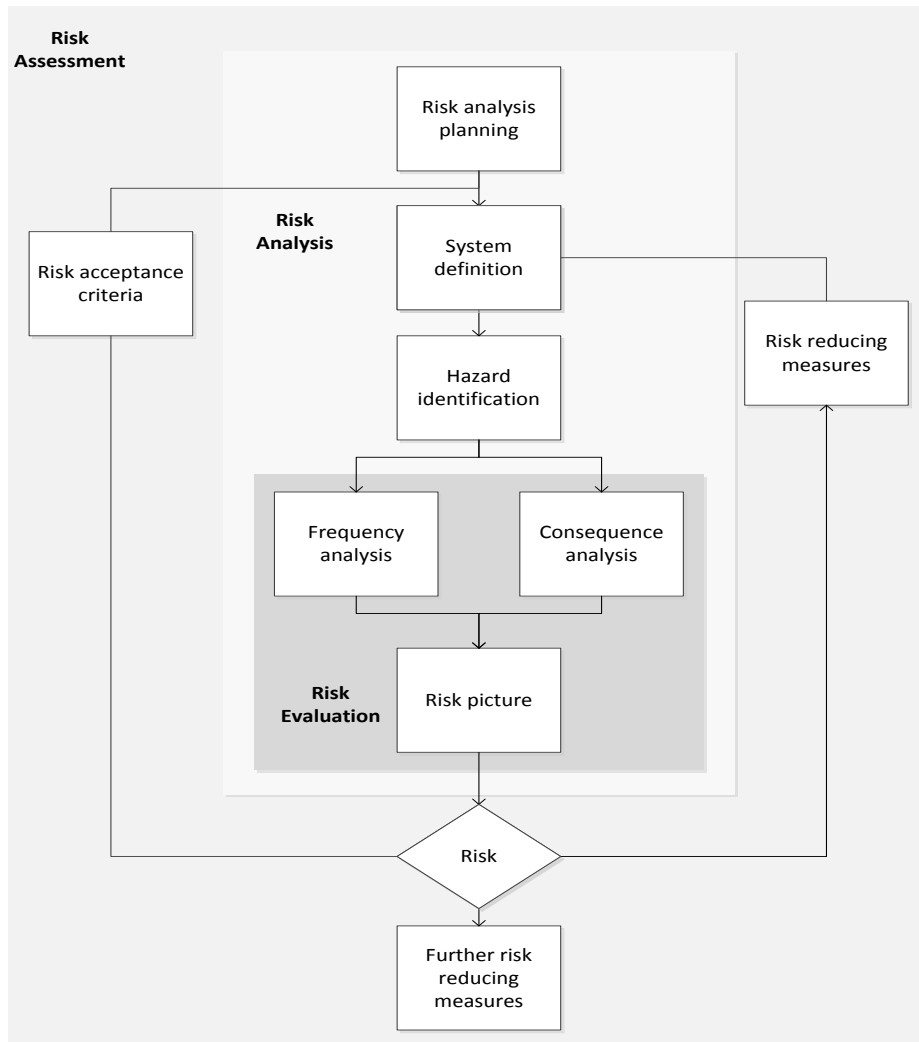 Risk
Assessment
Risk analysis
planning
Risk
Analysis
System
definition
Risk acceptance
criteria
Risk reducing
measures
Hazard
identification
Frequency
analysis
Consequence
analysis
Risk
Evaluation
Risk picture
Risk
Further risk
reducing
measures